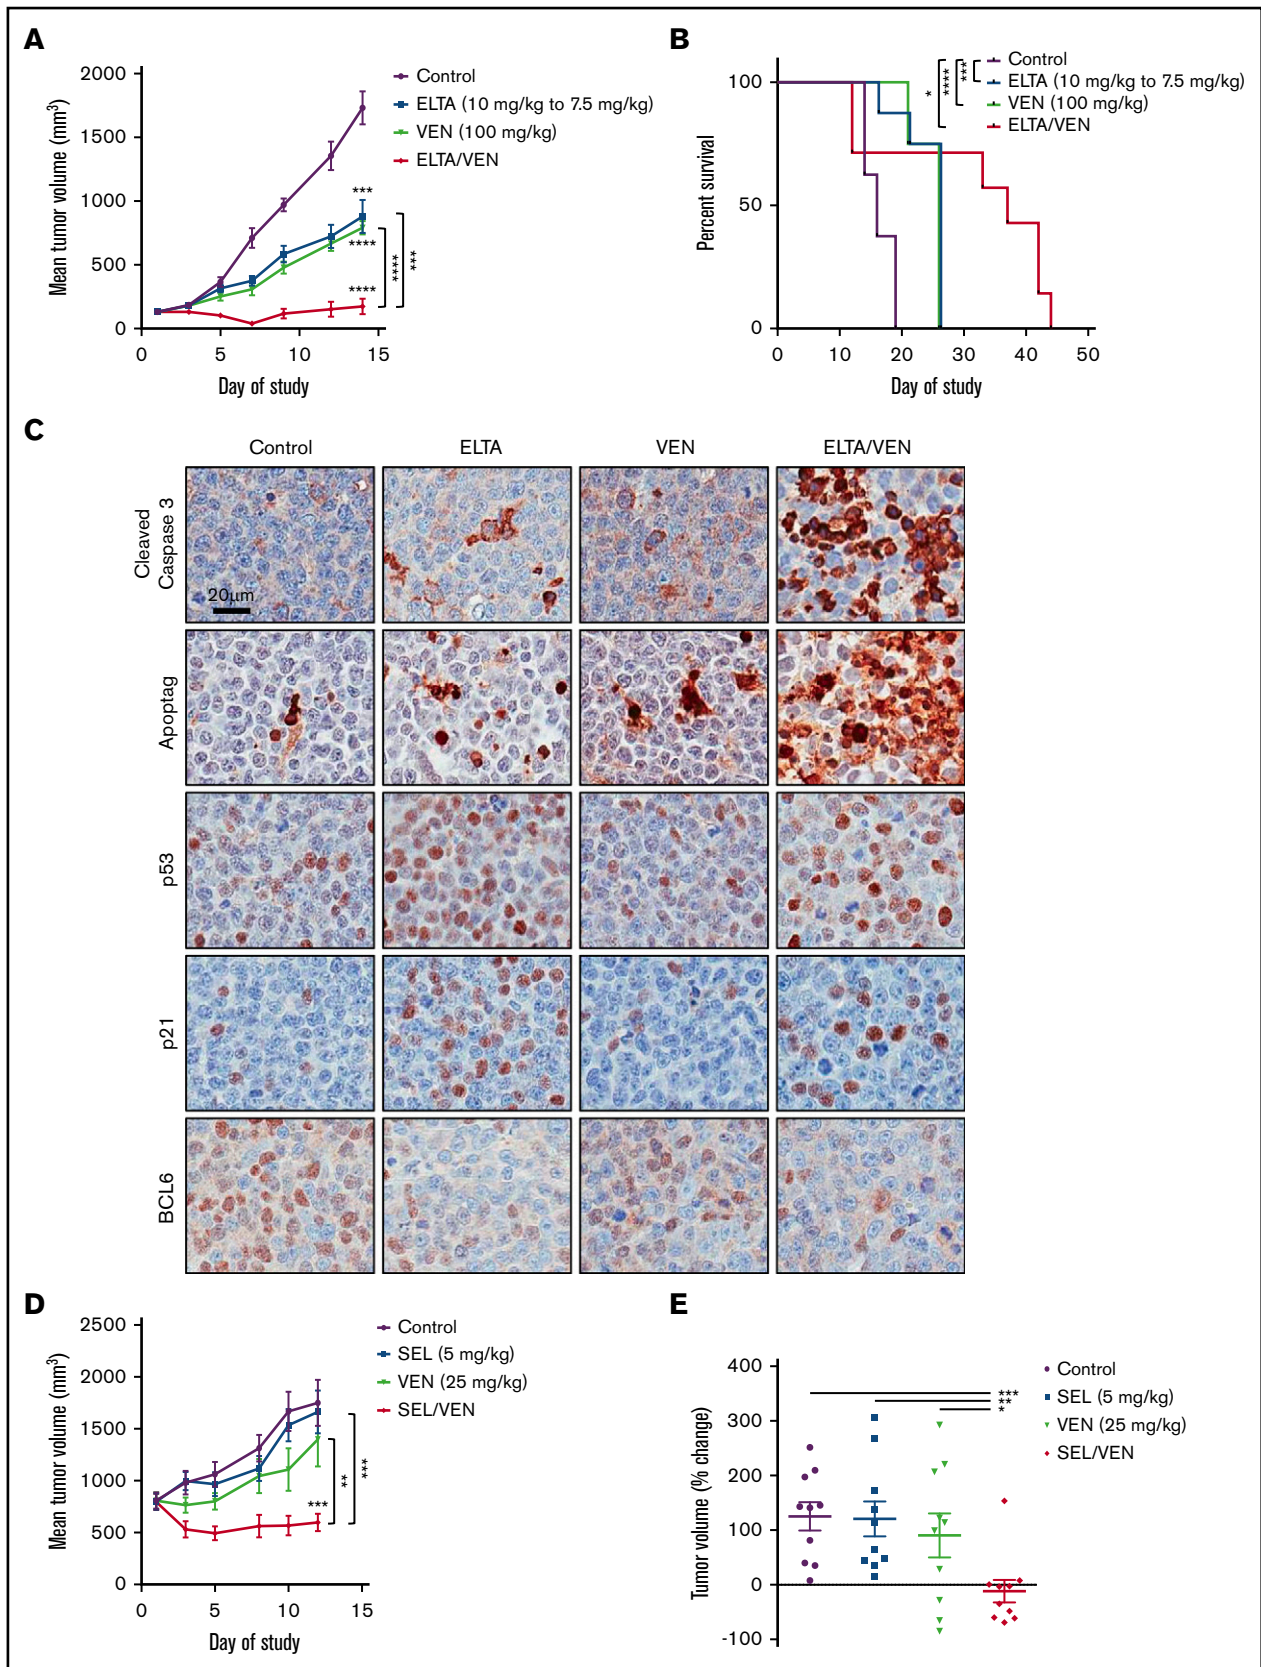 A
Mean tumor volume (mm³)
2000
1500
1000
500
0
0 5 10 15
Day of study
Control
ELTA (10 mg/kg to 7.5 mg/kg)
VEN (100 mg/kg)
ELTA/VEN
***
****
****
****
***
B
Percent survival
100
50
0
0 10 20 30 40 50
Day of study
*
****
***
Control
ELTA (10 mg/kg to 7.5 mg/kg)
VEN (100 mg/kg)
ELTA/VEN
C
Control ELTA VEN ELTA/VEN
Cleaved
Caspase 3
20μm
Apoptag
p53
p21
BCL6
D
Mean tumor volume (mm³)
2500
2000
1500
1000
500
0
0 5 10 15
Day of study
Control
SEL (5 mg/kg)
VEN (25 mg/kg)
SEL/VEN
***
**
***
E
Tumor volume (% change)
400
300
200
100
0
-100
***
**
*
Control
SEL (5 mg/kg)
VEN (25 mg/kg)
SEL/VEN